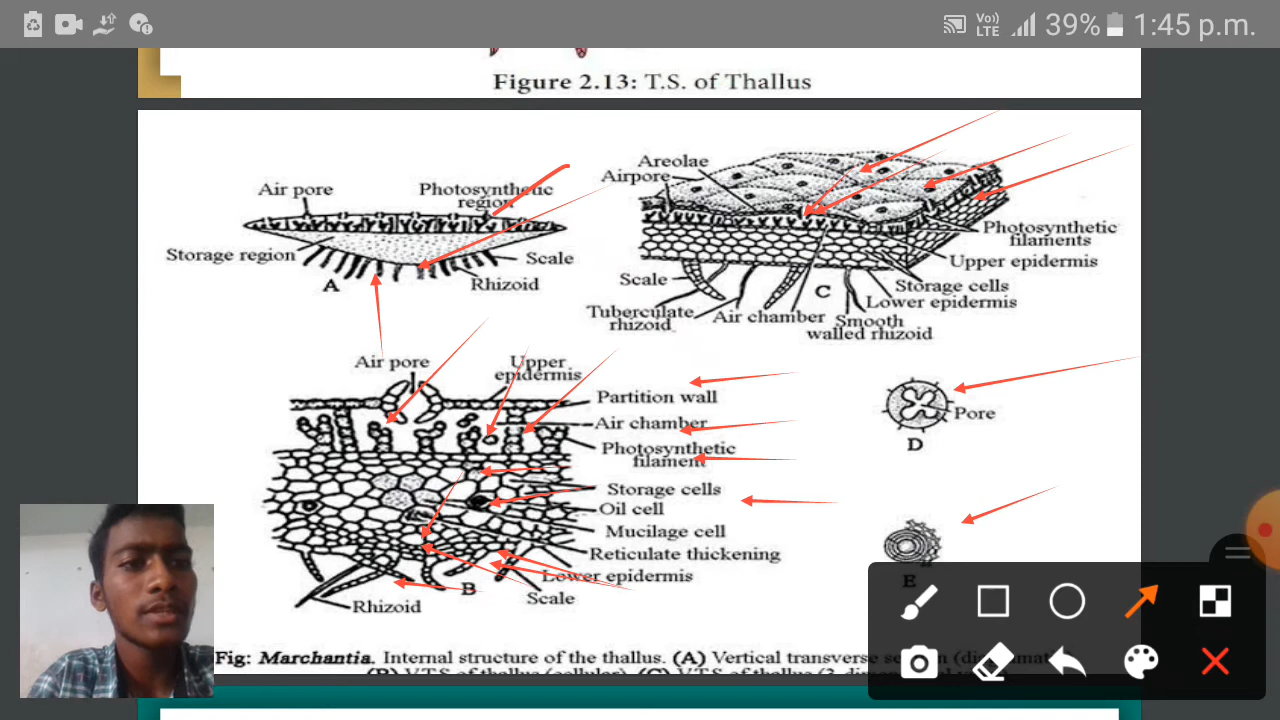 Vo)) LTE 39% 1:45 p.m.
Figure 2.13: T.S. of Thallus
Air pore
Photosynthetic
region
Storage region
Scale
A
Rhizoid
Areolae
Airpore
Photosynthetic
filaments
Upper epidermis
Scale
Storage cells
C
Lower epidermis
Tuberculate
rhizoid
Air chamber
Smooth
walled rhizoid
Air pore
Upper
epidermis
Partition wall
Air chamber
Photosynthetic
filament
Storage cells
Oil cell
Mucilage cell
Reticulate thickening
Lower epidermis
B
Scale
Rhizoid
Pore
D
E
Fig: Marchantia. Internal structure of the thallus. (A) Vertical transverse